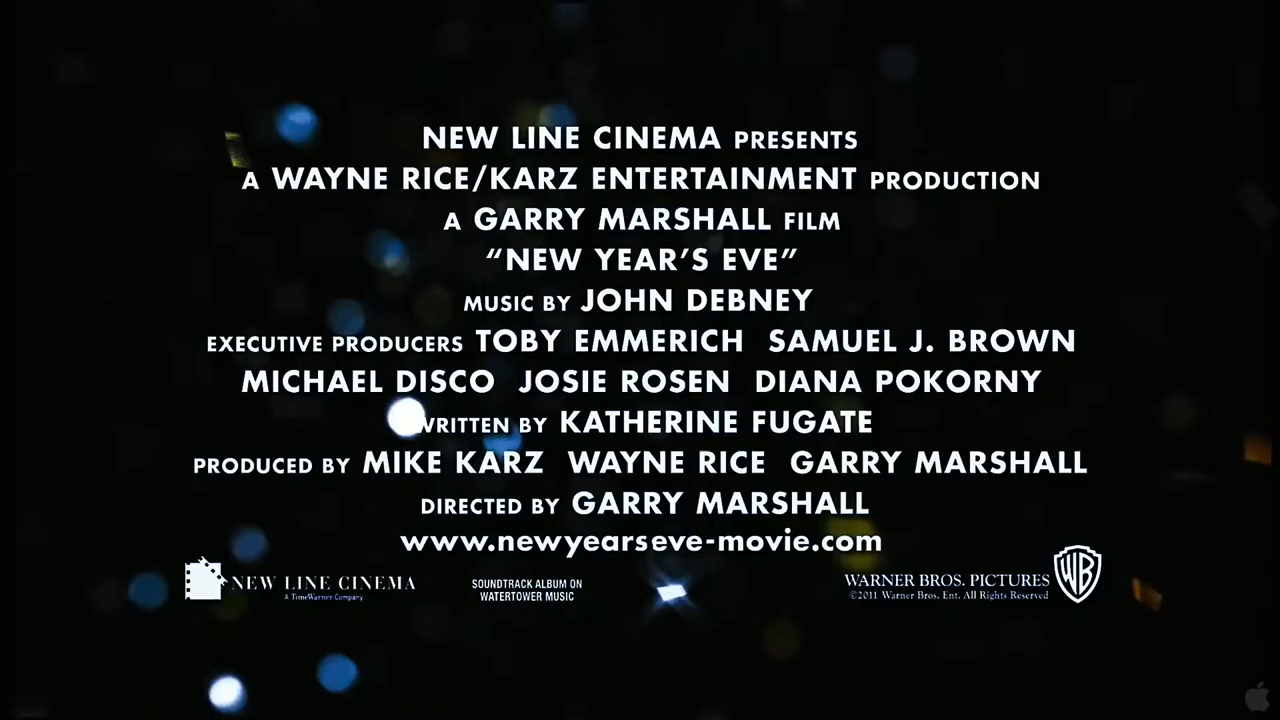 NEW LINE CINEMA PRESENTS
A WAYNE RICE/KARZ ENTERTAINMENT PRODUCTION
A GARRY MARSHALL FILM
“NEW YEAR’S EVE”
MUSIC BY JOHN DEBNEY
EXECUTIVE PRODUCERS TOBY EMMERICH SAMUEL J. BROWN
MICHAEL DISCO JOSIE ROSEN DIANA POKORNY
WRITTEN BY KATHERINE FUGATE
PRODUCED BY MIKE KARZ WAYNE RICE GARRY MARSHALL
DIRECTED BY GARRY MARSHALL
www.newyearseve-movie.com
NEW LINE CINEMA
A TimeWarner Company
SOUNDTRACK ALBUM ON
WATERTOWER MUSIC
WARNER BROS. PICTURES
©2011 Warner Bros. Ent. All Rights Reserved
WB